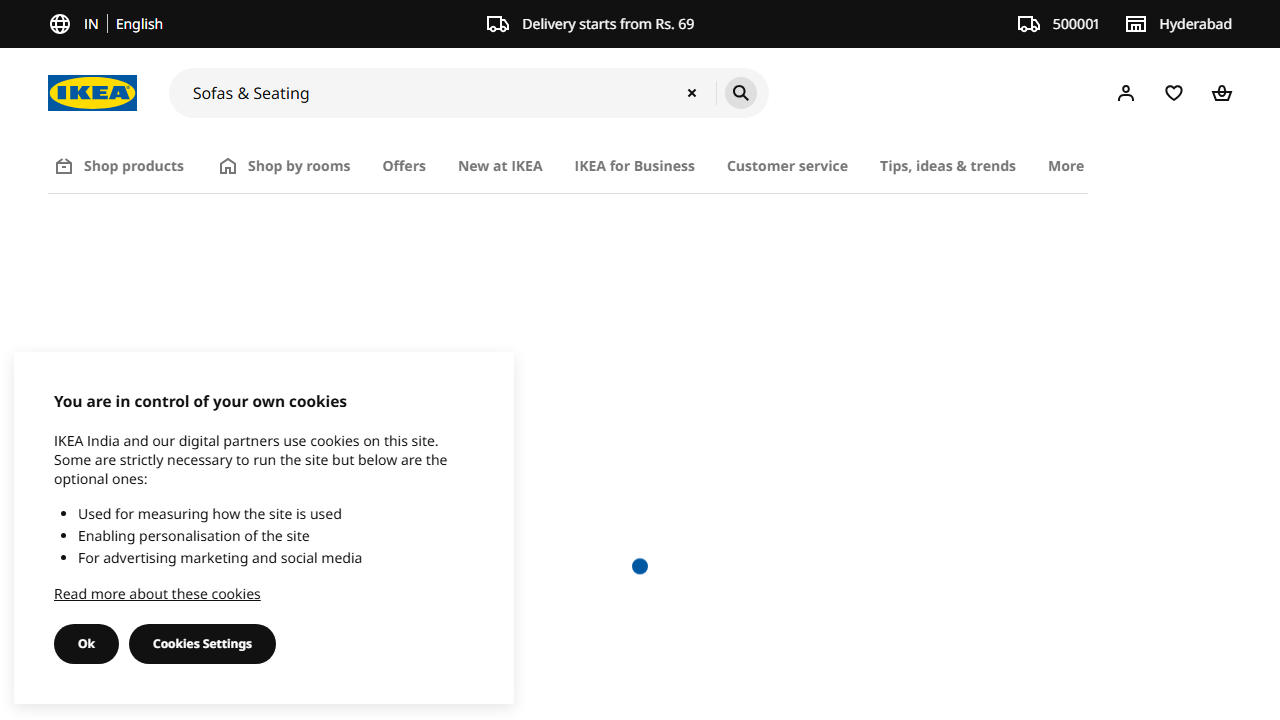 IN English
Delivery starts from Rs. 69
500001
Hyderabad
IKEA
Sofas & Seating
Shop products
Shop by rooms
Offers
New at IKEA
IKEA for Business
Customer service
Tips, ideas & trends
More
You are in control of your own cookies
IKEA India and our digital partners use cookies on this site.
Some are strictly necessary to run the site but below are the
optional ones:
Used for measuring how the site is used
Enabling personalisation of the site
For advertising marketing and social media
Read more about these cookies
Ok
Cookies Settings